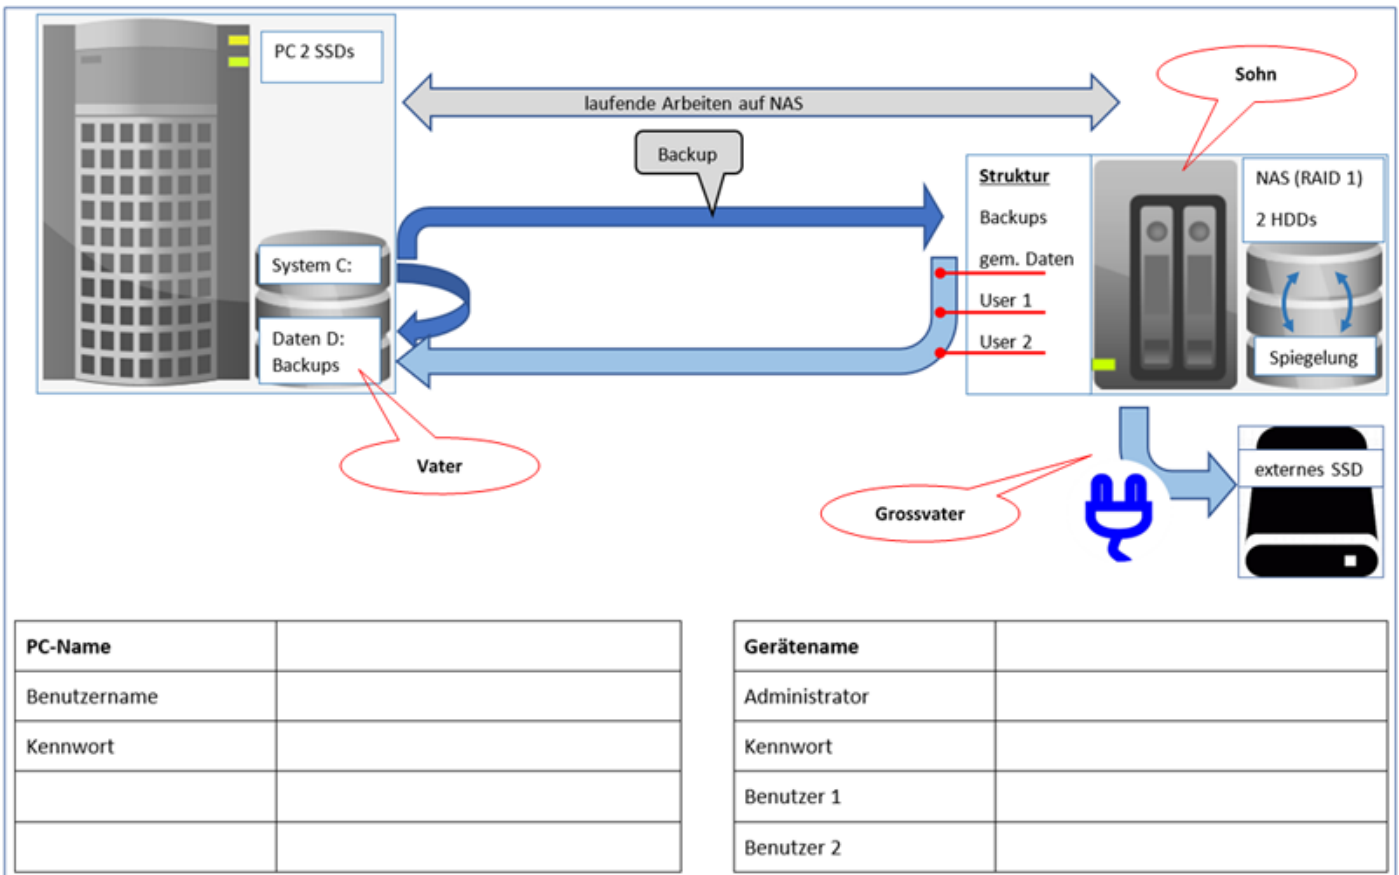 PC 2 SSDs
laufende Arbeiten auf NAS
Sohn
Backup
Struktur
Backups
gem. Daten
User 1
User 2
NAS (RAID 1)
2 HDDs
Spiegelung
System C:
Daten D:
Backups
Vater
Grossvater
externes SSD
PC-Name
Benutzername
Kennwort
Gerätename
Administrator
Kennwort
Benutzer 1
Benutzer 2